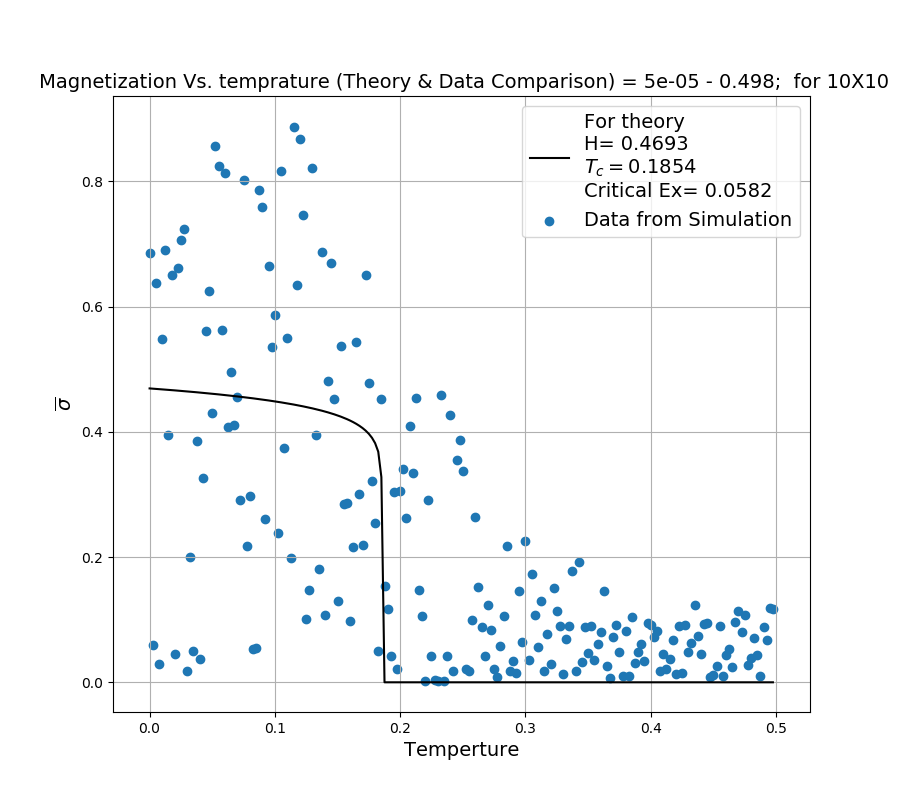 Magnetization Vs. temprature (Theory & Data Comparison) = 5e-05 - 0.498;  for 10X10
For theory
H= 0.4693
T_c = 0.1854
Critical Ex= 0.0582
Data from Simulation
0.8
0.6
0.4
0.2
0.0
σ̅
0.0 0.1 0.2 0.3 0.4 0.5
Temperture